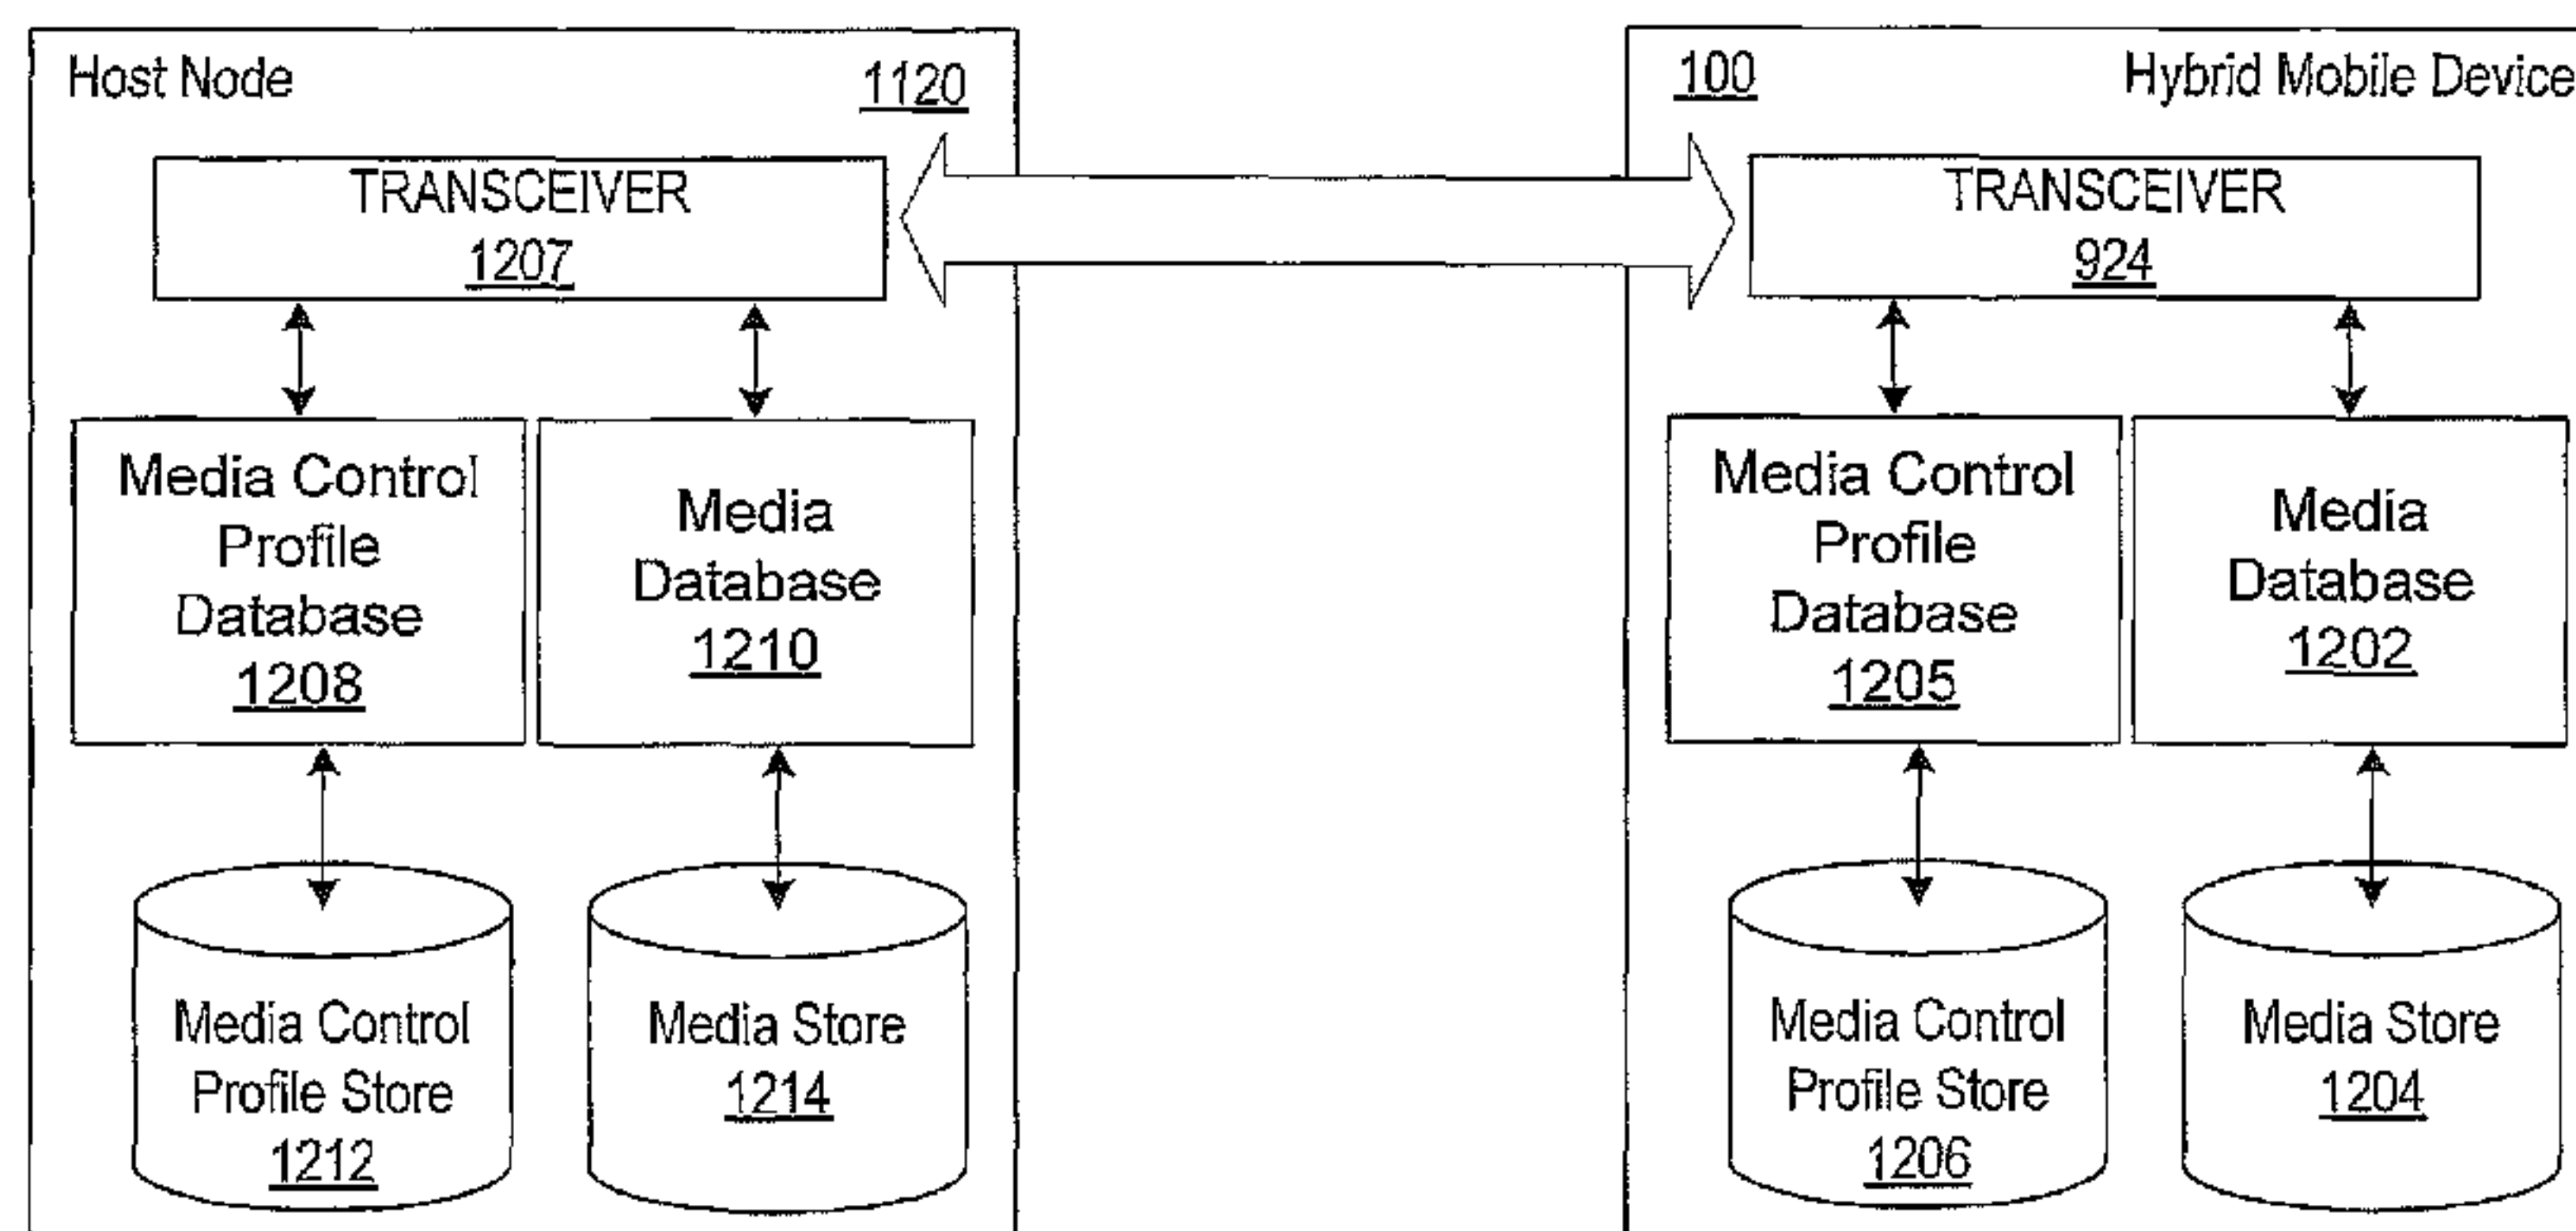 Host Node
1120
TRANSCEIVER
1207
Media Control
Profile
Database
1208
Media
Database
1210
Media Control
Profile Store
1212
Media Store
1214
100
Hybrid Mobile Device
TRANSCEIVER
924
Media Control
Profile
Database
1205
Media
Database
1202
Media Control
Profile Store
1206
Media Store
1204